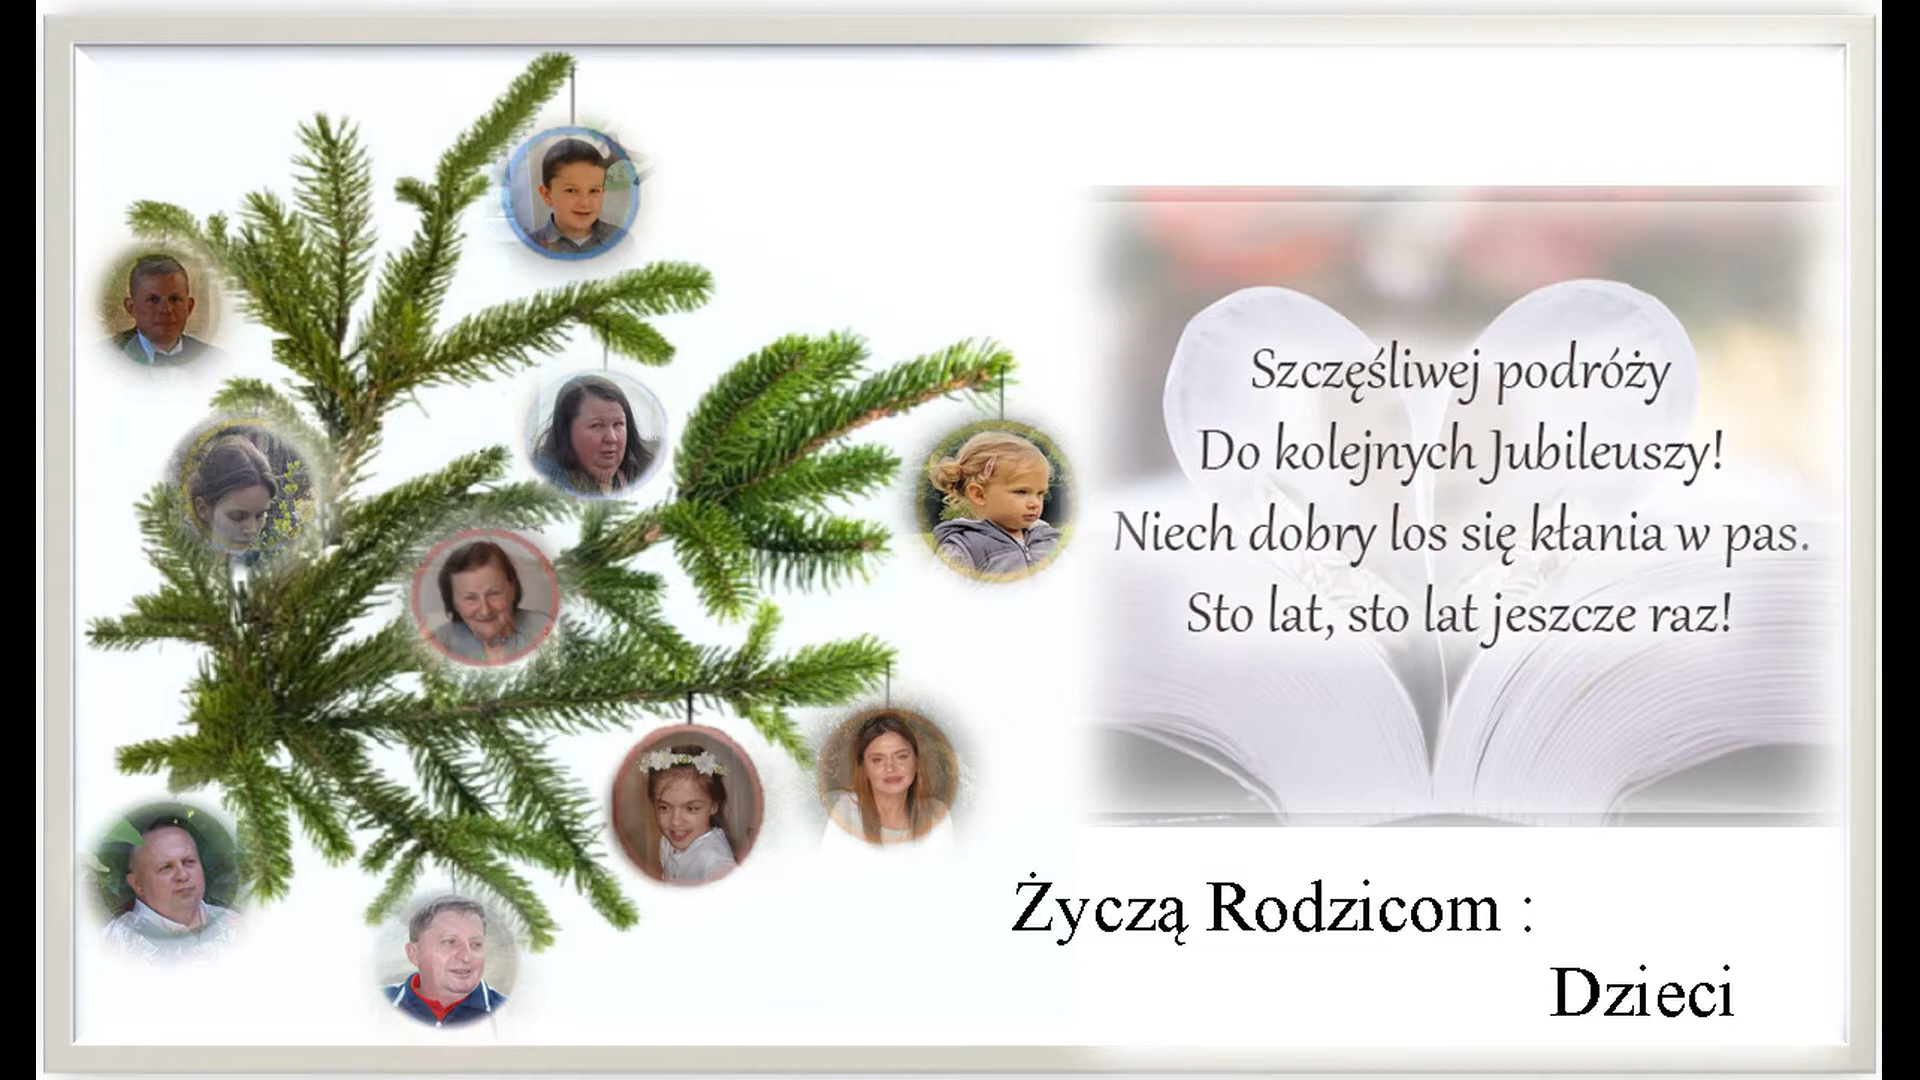 Szczęśliwej podróży
Do kolejnych Jubileuszy!
Niech dobry los się kłania w pas.
Sto lat, sto lat jeszcze raz!
Życzą Rodzicom :
Dzieci